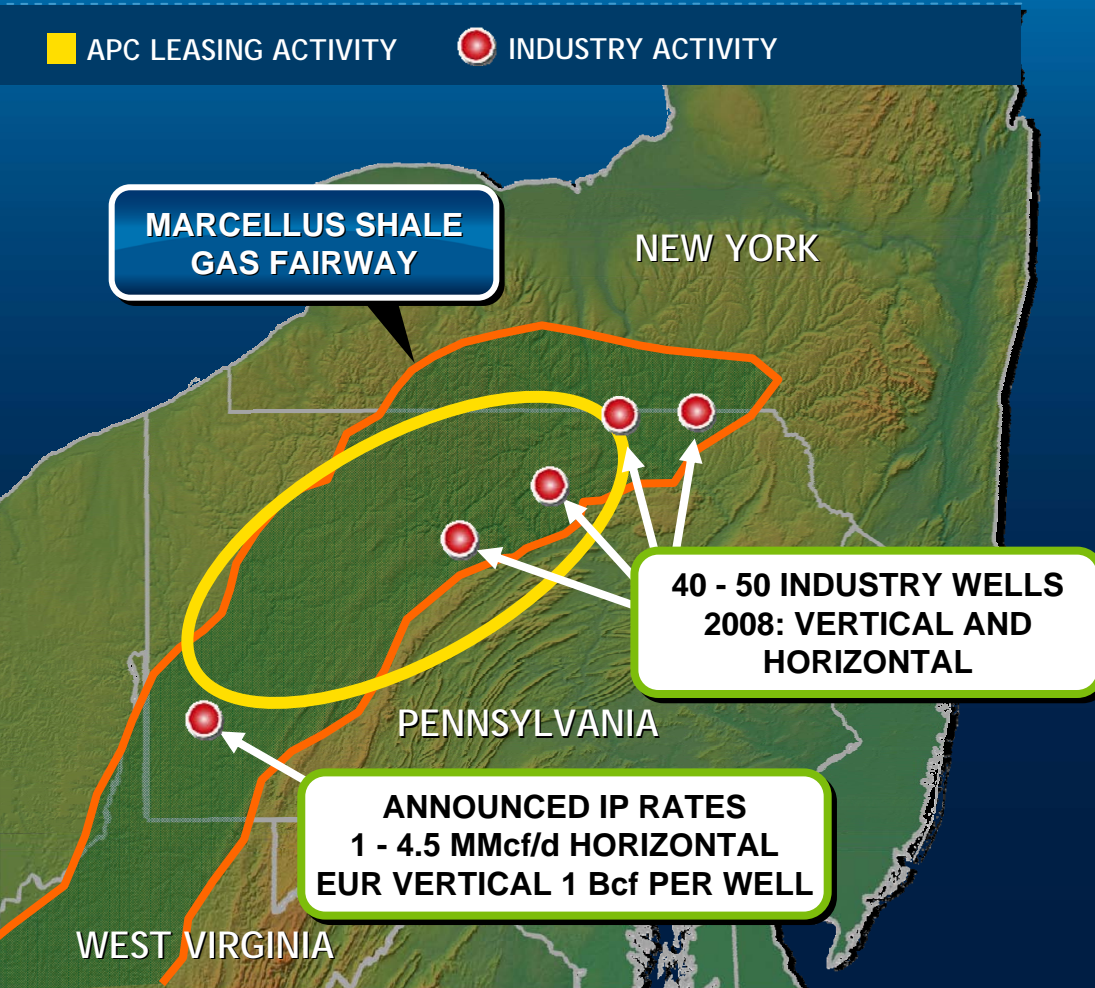 APC LEASING ACTIVITY
INDUSTRY ACTIVITY
MARCELLUS SHALE
GAS FAIRWAY
NEW YORK
40 - 50 INDUSTRY WELLS
2008: VERTICAL AND
HORIZONTAL
PENNSYLVANIA
ANNOUNCED IP RATES
1 - 4.5 MMcf/d HORIZONTAL
EUR VERTICAL 1 Bcf PER WELL
WEST VIRGINIA